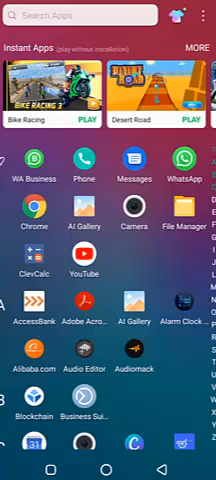 Search Apps
Instant Apps (play without installation) MORE
BIKE RACING 3
DESERT ROAD
Bike Racing PLAY
Desert Road PLAY
WA Business Phone Messages WhatsApp
Chrome AI Gallery Camera File Manager
ClevCalc YouTube
A
AccessBank Adobe Acro... AI Gallery Alarm Clock ...
Alibaba.com Audio Editor Audiomack
B
Blockchain Business Sui...
C
31